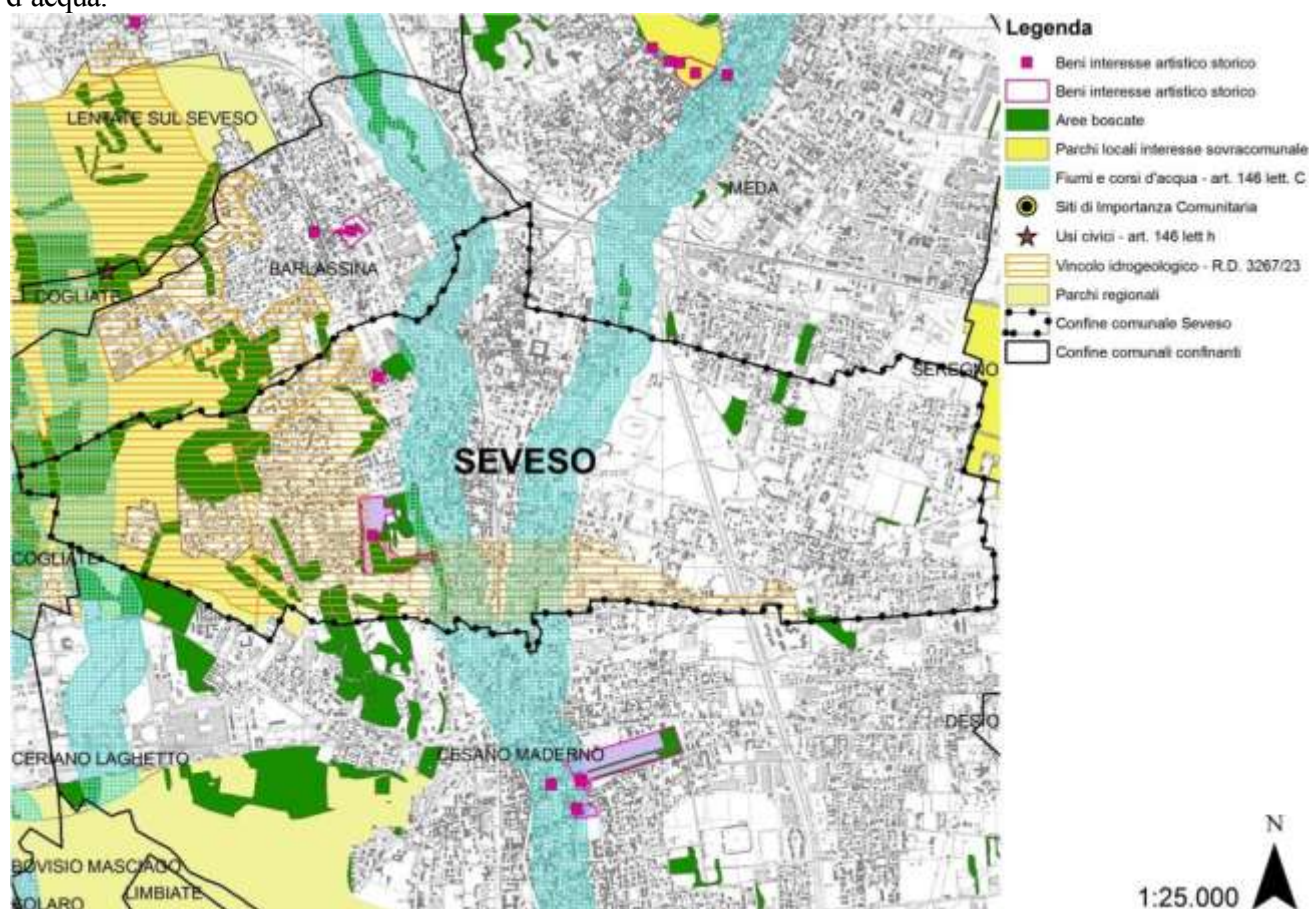 d'acqua.
Legenda
Beni interesse artistico storico
Beni interesse artistico storico
Aree boscate
Parchi locali interesse sovracomunale
Fiumi e corsi d'acqua - art. 146 lett. C
Siti di Importanza Comunitaria
Usi civici - art. 146 lett h
Vincolo idrogeologico - R.D. 3267/23
Parchi regionali
Confine comunale Seveso
Confine comunali confinanti
LENTATE SUL SEVESO
MEDA
BARLASSINA
COGLIATE
SEREGNO
SEVESO
COGLIATE
DESIO
CESANO MADERNO
CERIANO LAGHETTO
BOVISIO MASCIAGO
LIMBIATE
SOLARO
N
1:25.000